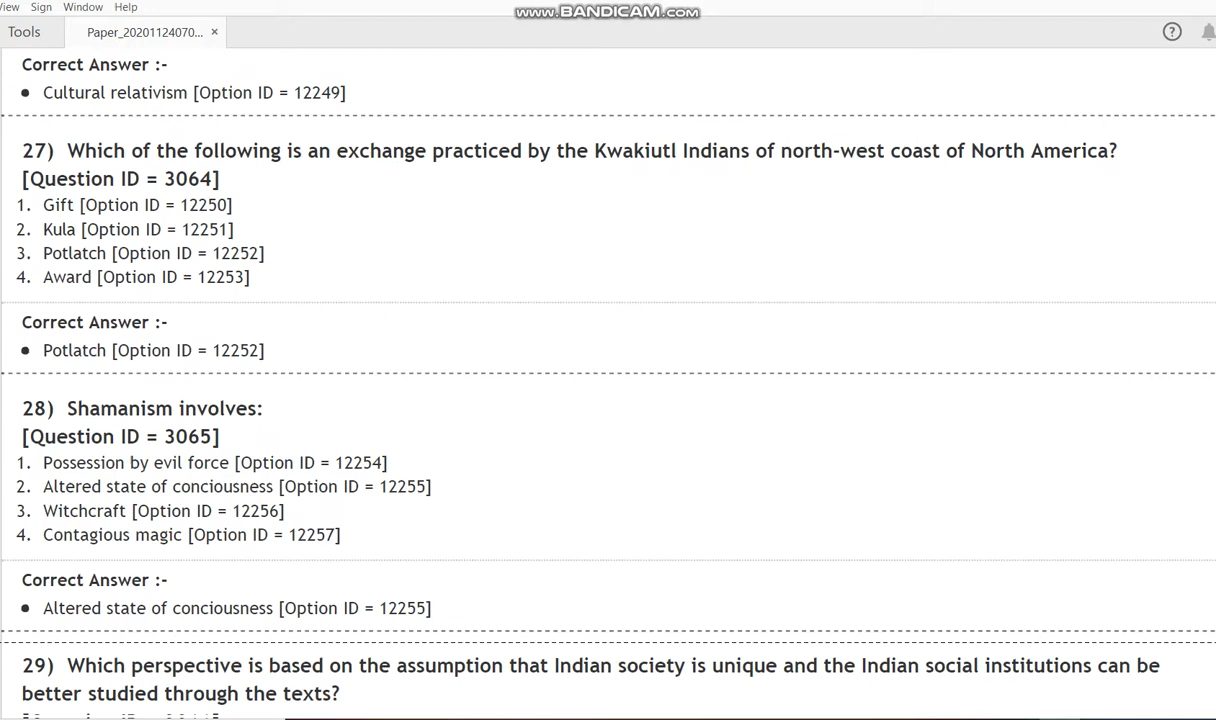 View Sign Window Help
www.BANDICAM.com
Tools Paper_20201124070... ×
Correct Answer :-
• Cultural relativism [Option ID = 12249]
27) Which of the following is an exchange practiced by the Kwakiutl Indians of north-west coast of North America?
[Question ID = 3064]
1. Gift [Option ID = 12250]
2. Kula [Option ID = 12251]
3. Potlatch [Option ID = 12252]
4. Award [Option ID = 12253]
Correct Answer :-
• Potlatch [Option ID = 12252]
28) Shamanism involves:
[Question ID = 3065]
1. Possession by evil force [Option ID = 12254]
2. Altered state of conciousness [Option ID = 12255]
3. Witchcraft [Option ID = 12256]
4. Contagious magic [Option ID = 12257]
Correct Answer :-
• Altered state of conciousness [Option ID = 12255]
29) Which perspective is based on the assumption that Indian society is unique and the Indian social institutions can be
better studied through the texts?